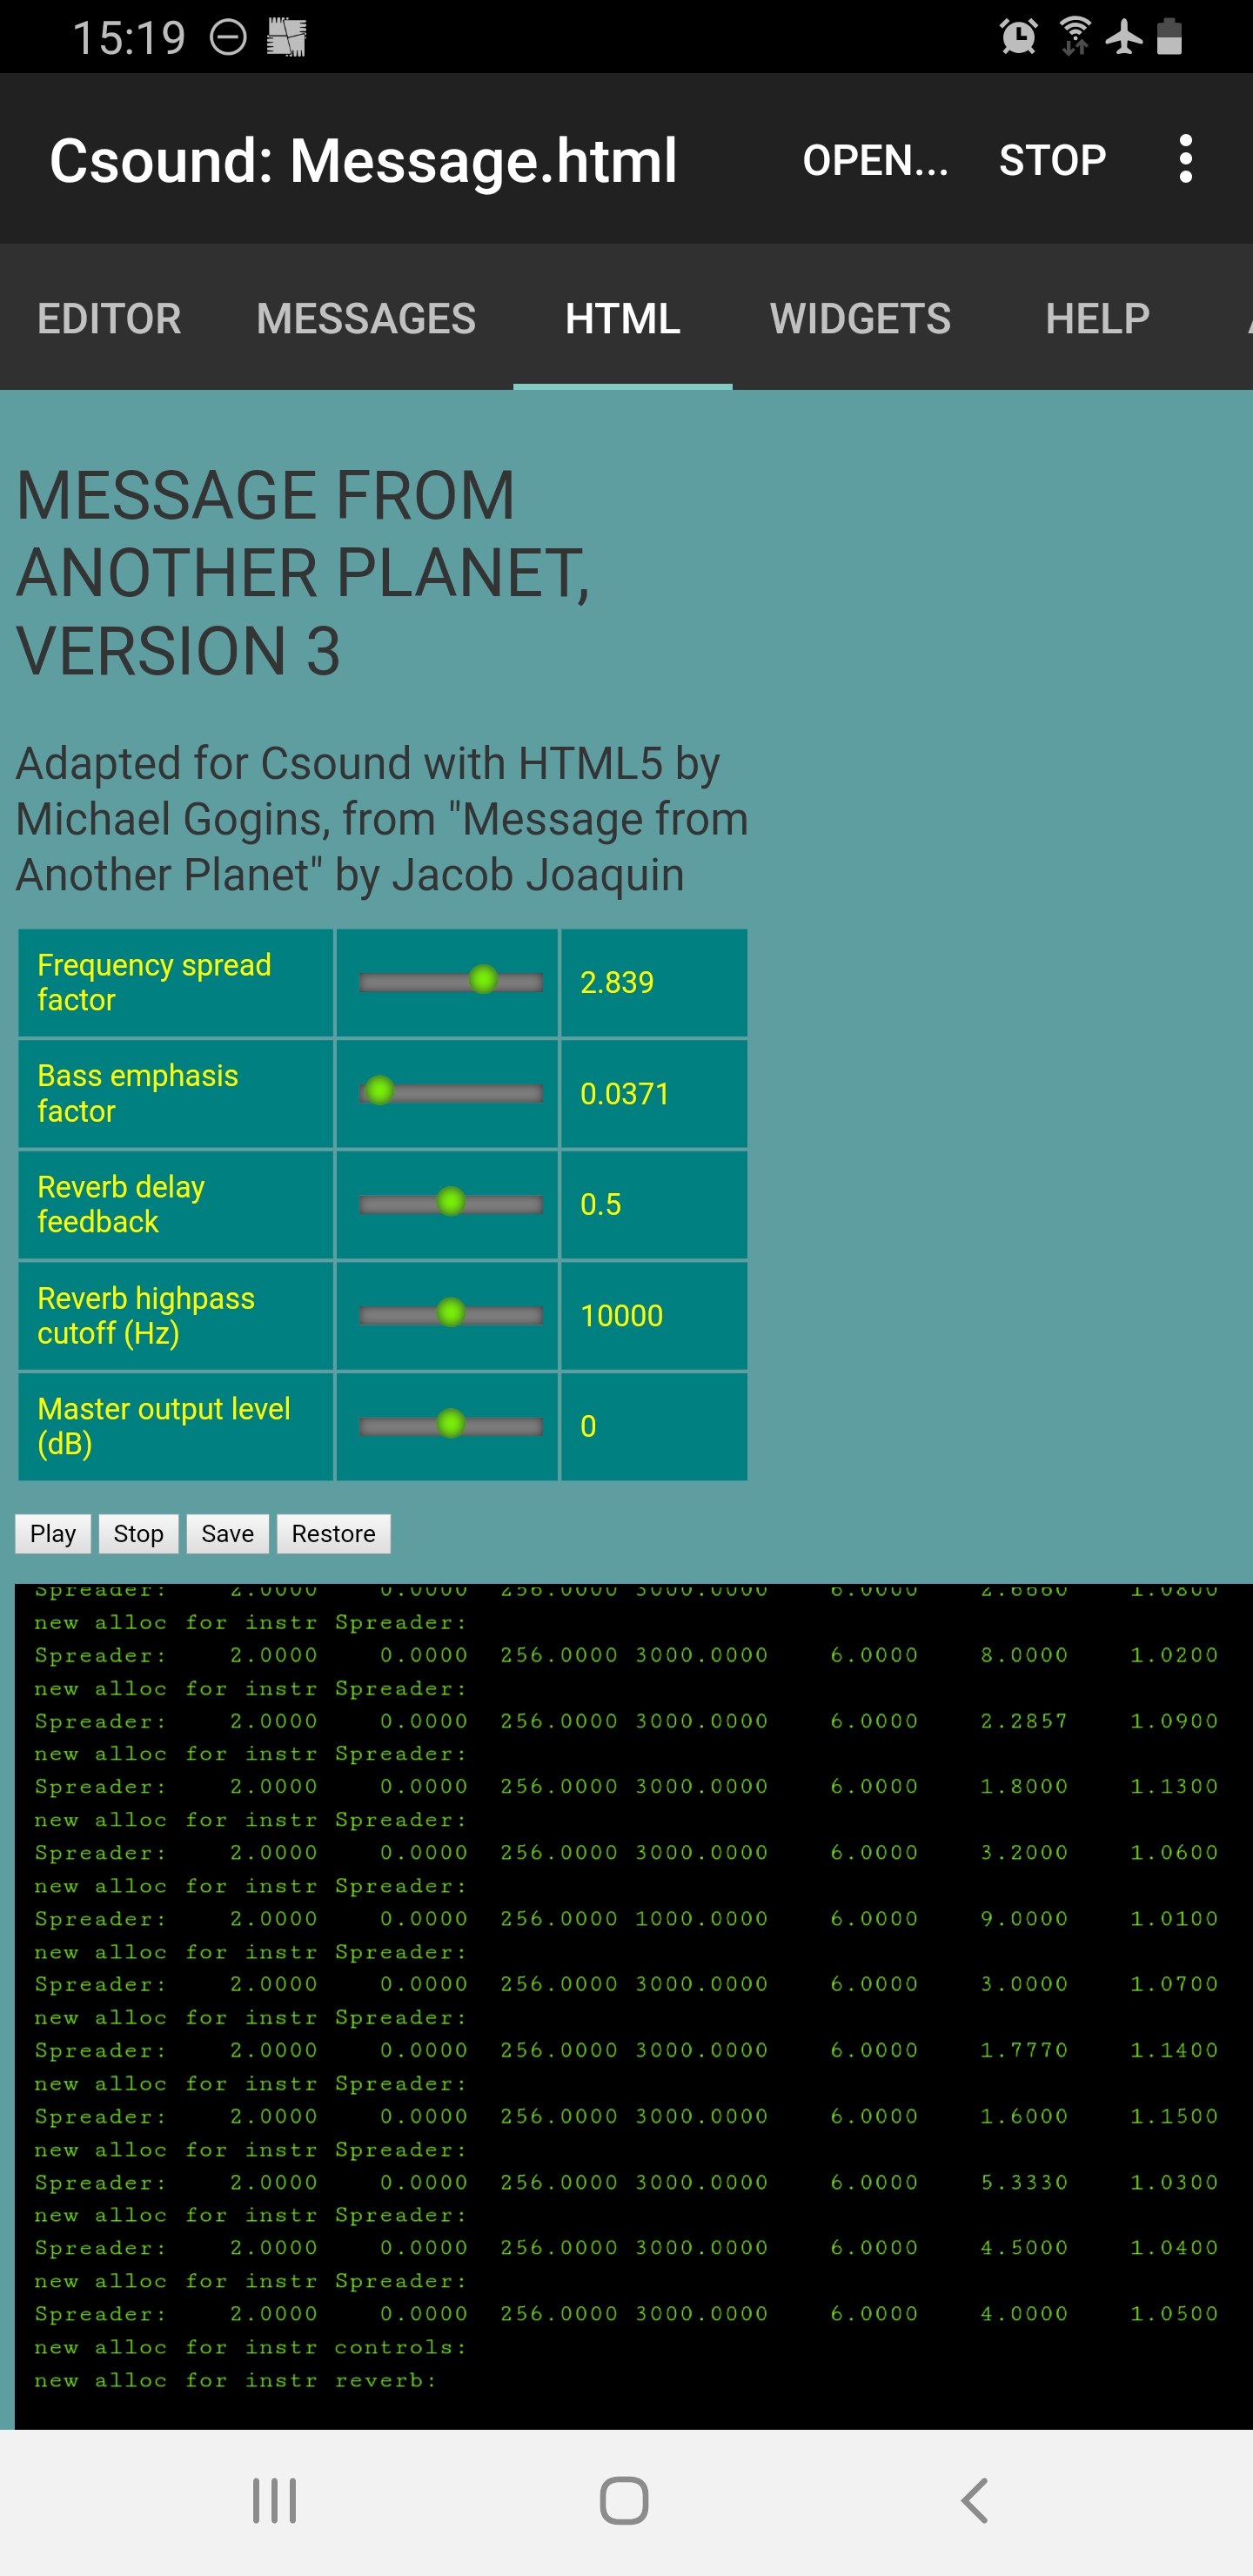 15:19
Csound: Message.html OPEN... STOP
EDITOR MESSAGES HTML WIDGETS HELP
MESSAGE FROM
ANOTHER PLANET,
VERSION 3
Adapted for Csound with HTML5 by
Michael Gogins, from "Message from
Another Planet" by Jacob Joaquin
Frequency spread
factor
2.839
Bass emphasis
factor
0.0371
Reverb delay
feedback
0.5
Reverb highpass
cutoff (Hz)
10000
Master output level
(dB)
0
Play Stop Save Restore
Spreader: 2.0000 0.0000 256.0000 3000.0000 6.0000 2.6660 1.0800
new alloc for instr Spreader:
Spreader: 2.0000 0.0000 256.0000 3000.0000 6.0000 8.0000 1.0200
new alloc for instr Spreader:
Spreader: 2.0000 0.0000 256.0000 3000.0000 6.0000 2.2857 1.0900
new alloc for instr Spreader:
Spreader: 2.0000 0.0000 256.0000 3000.0000 6.0000 1.8000 1.1300
new alloc for instr Spreader:
Spreader: 2.0000 0.0000 256.0000 3000.0000 6.0000 3.2000 1.0600
new alloc for instr Spreader:
Spreader: 2.0000 0.0000 256.0000 1000.0000 6.0000 9.0000 1.0100
new alloc for instr Spreader:
Spreader: 2.0000 0.0000 256.0000 3000.0000 6.0000 3.0000 1.0700
new alloc for instr Spreader:
Spreader: 2.0000 0.0000 256.0000 3000.0000 6.0000 1.7770 1.1400
new alloc for instr Spreader:
Spreader: 2.0000 0.0000 256.0000 3000.0000 6.0000 1.6000 1.1500
new alloc for instr Spreader:
Spreader: 2.0000 0.0000 256.0000 3000.0000 6.0000 5.3330 1.0300
new alloc for instr Spreader:
Spreader: 2.0000 0.0000 256.0000 3000.0000 6.0000 4.5000 1.0400
new alloc for instr Spreader:
Spreader: 2.0000 0.0000 256.0000 3000.0000 6.0000 4.0000 1.0500
new alloc for instr controls:
new alloc for instr reverb: